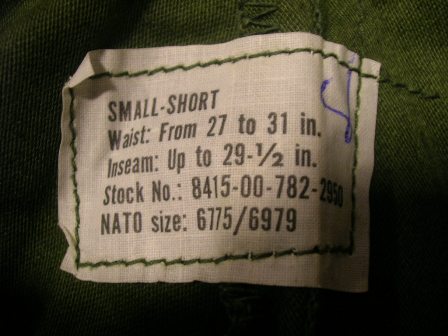 SMALL-SHORT
Waist: From 27 to 31 in.
Inseam: Up to 29-1/2 in.
Stock No.: 8415-00-782-2950
NATO size: 6775/6979